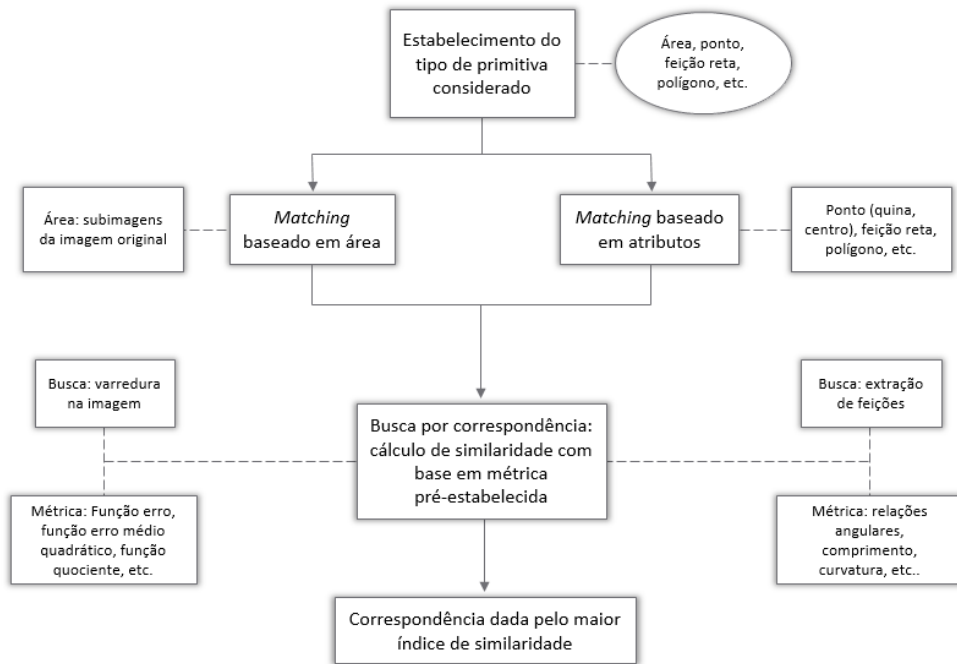 Estabelecimento do
tipo de primitiva
considerado
Área, ponto,
feição reta,
polígono, etc.
Área: subimagens
da imagem original
Matching
baseado em área
Matching baseado
em atributos
Ponto (quina,
centro), feição reta,
polígono, etc.
Busca: varredura
na imagem
Busca por correspondência:
cálculo de similaridade com
base em métrica
pré-estabelecida
Busca: extração
de feições
Métrica: Função erro,
função erro médio
quadrático, função
quociente, etc.
Métrica: relações
angulares,
comprimento,
curvatura, etc..
Correspondência dada pelo maior
índice de similaridade